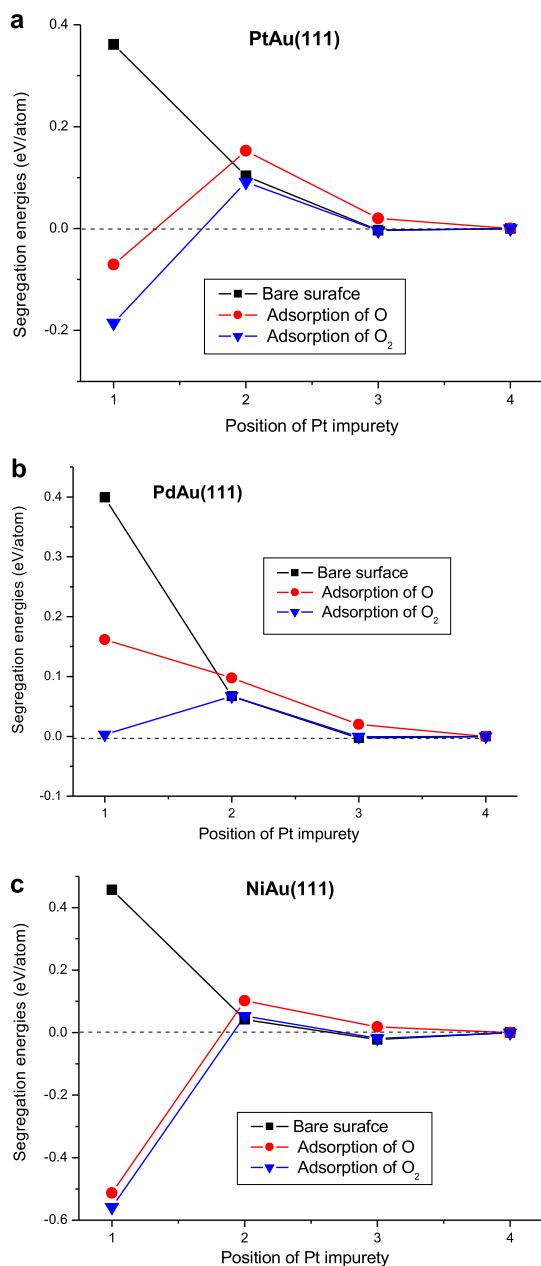 a
PtAu(111)
0.4
0.2
0.0
-0.2
Segregation energies (eV/atom)
Bare surafce
Adsorption of O
Adsorption of O2
1 2 3 4
Position of Pt impurety
b
PdAu(111)
0.4
0.3
0.2
0.1
0.0
-0.1
Segregation energies (eV/atom)
Bare surface
Adsorption of O
Adsorption of O2
1 2 3 4
Position of Pt impurety
c
NiAu(111)
0.4
0.2
0.0
-0.2
-0.4
-0.6
Segregation energies (eV/atom)
Bare surafce
Adsorption of O
Adsorption of O2
1 2 3 4
Position of Pt impurety